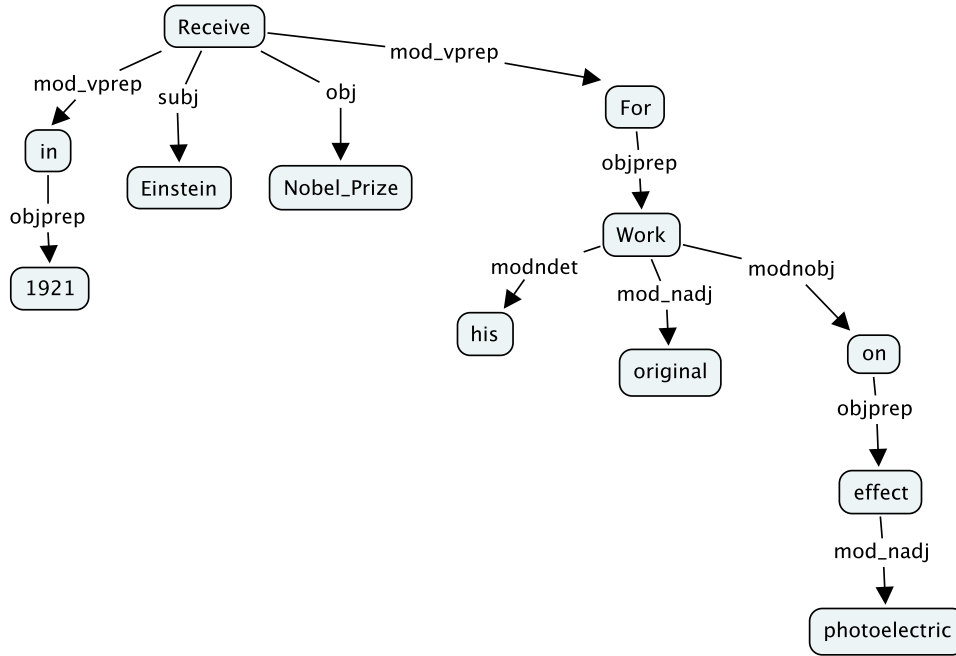 Receive
mod_vprep
mod_vprep
subj
obj
For
in
objprep
Einstein
Nobel_Prize
objprep
Work
1921
modndet
mod_nadj
modnobj
his
original
on
objprep
effect
mod_nadj
photoelectric